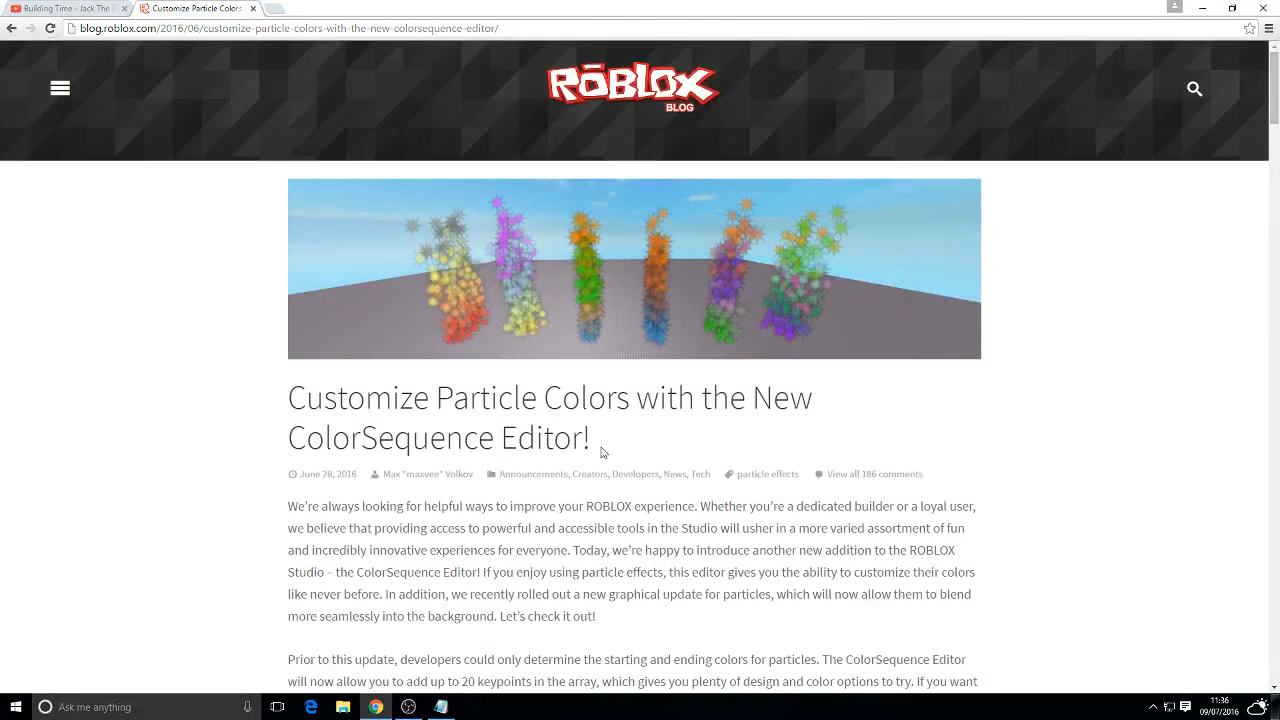 Building Time - Jack The D
Customize Particle Colors
blog.roblox.com/2016/06/customize-particle-colors-with-the-new-colorsequence-editor/
ROBLOX
BLOG
Customize Particle Colors with the New
ColorSequence Editor!
June 28, 2016 Max "maxvee" Volkov Announcements, Creators, Developers, News, Tech particle effects View all 186 comments
We're always looking for helpful ways to improve your ROBLOX experience. Whether you're a dedicated builder or a loyal user,
we believe that providing access to powerful and accessible tools in the Studio will usher in a more varied assortment of fun
and incredibly innovative experiences for everyone. Today, we're happy to introduce another new addition to the ROBLOX
Studio – the ColorSequence Editor! If you enjoy using particle effects, this editor gives you the ability to customize their colors
like never before. In addition, we recently rolled out a new graphical update for particles, which will now allow them to blend
more seamlessly into the background. Let's check it out!
Prior to this update, developers could only determine the starting and ending colors for particles. The ColorSequence Editor
will now allow you to add up to 20 keypoints in the array, which gives you plenty of design and color options to try. If you want
Ask me anything
11:36
09/07/2016